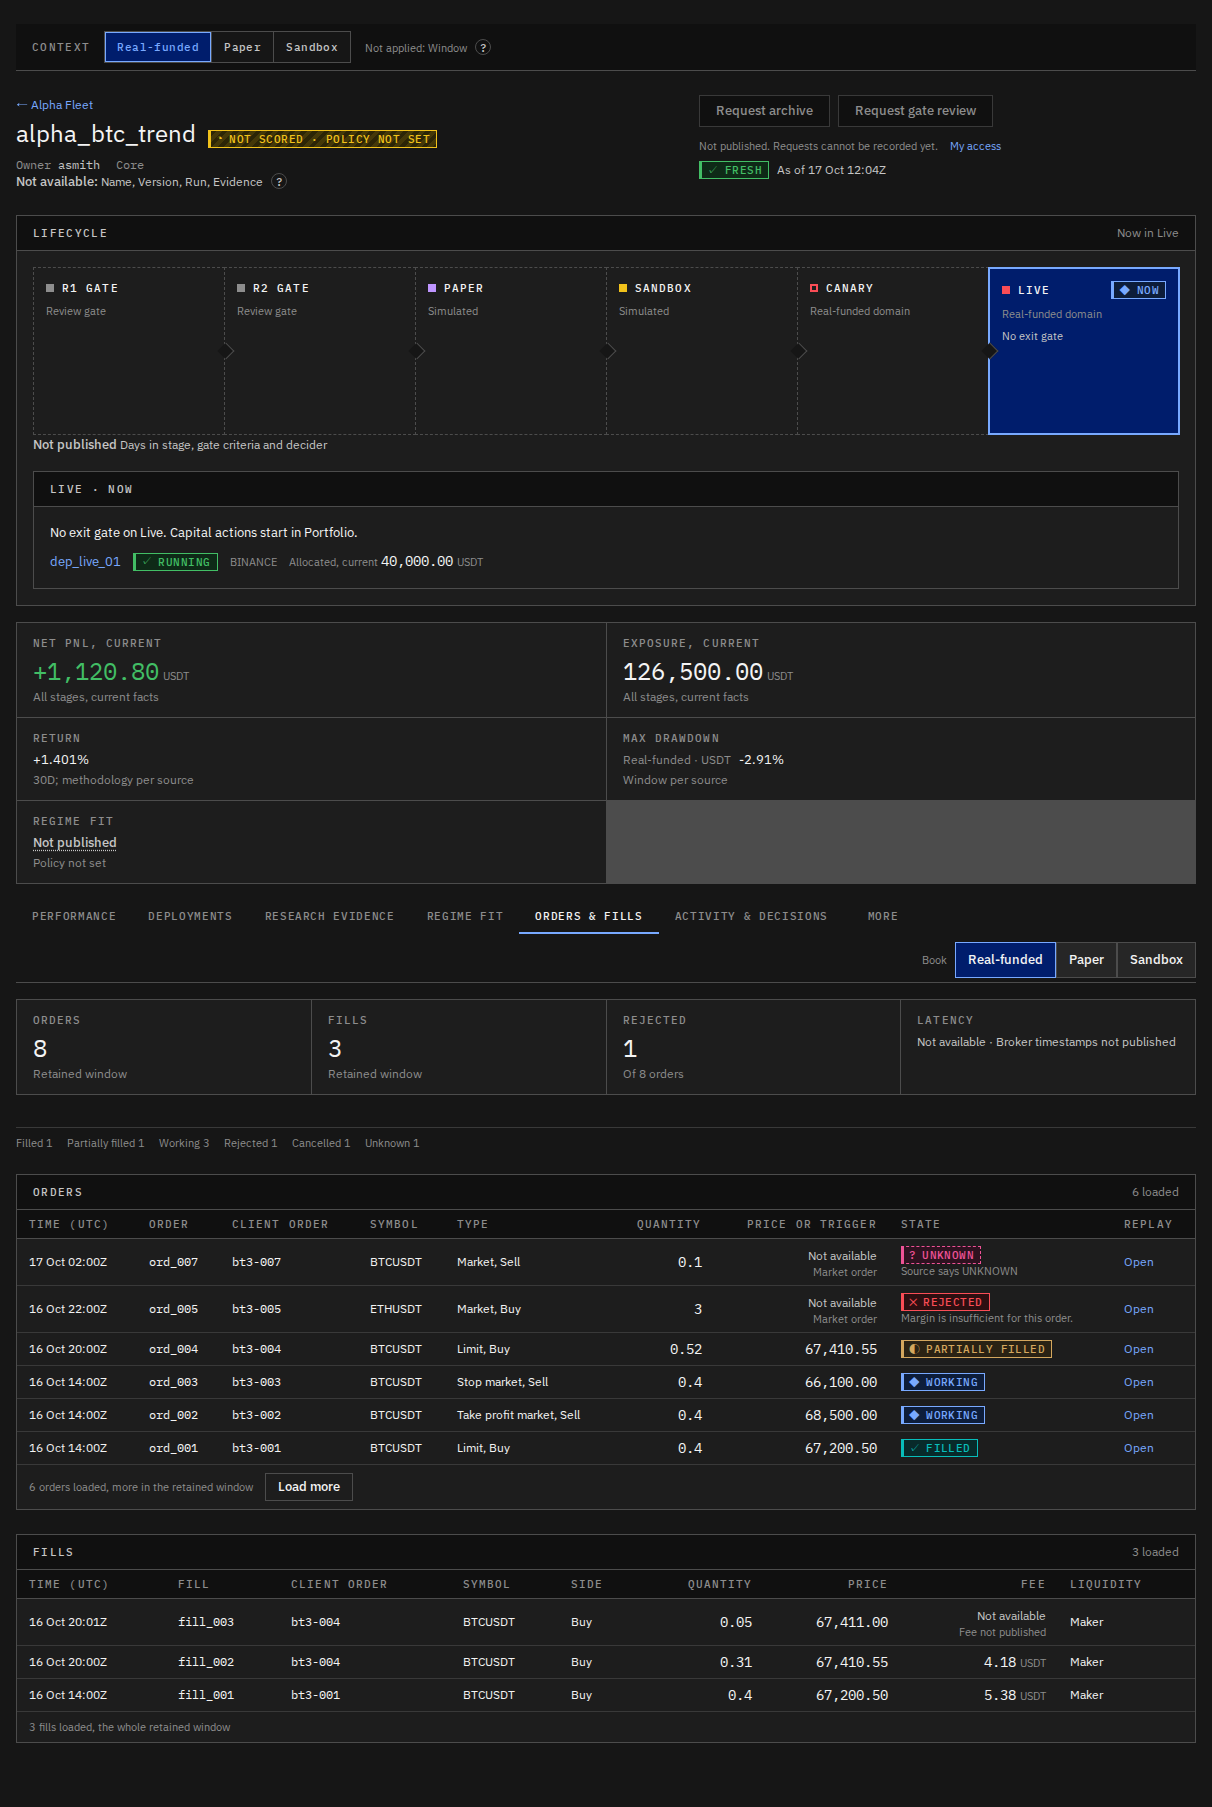 CONTEXT Real-funded Paper Sandbox Not applied: Window ?
← Alpha Fleet
Request archive Request gate review
alpha_btc_trend NOT SCORED · POLICY NOT SET
Not published. Requests cannot be recorded yet. My access
Owner asmith Core
✓ FRESH As of 17 Oct 12:04Z
Not available: Name, Version, Run, Evidence ?
LIFECYCLE Now in Live
R1 GATE R2 GATE PAPER SANDBOX CANARY LIVE ◆ NOW
Review gate Review gate Simulated Simulated Real-funded domain Real-funded domain
No exit gate
Not published Days in stage, gate criteria and decider
LIVE · NOW
No exit gate on Live. Capital actions start in Portfolio.
dep_live_01 ✓ RUNNING BINANCE Allocated, current 40,000.00 USDT
NET PNL, CURRENT EXPOSURE, CURRENT
+1,120.80 USDT 126,500.00 USDT
All stages, current facts All stages, current facts
RETURN MAX DRAWDOWN
+1.401% Real-funded · USDT -2.91%
30D; methodology per source Window per source
REGIME FIT
Not published
Policy not set
PERFORMANCE DEPLOYMENTS RESEARCH EVIDENCE REGIME FIT ORDERS & FILLS ACTIVITY & DECISIONS MORE
Book Real-funded Paper Sandbox
ORDERS FILLS REJECTED LATENCY
8 3 1 Not available · Broker timestamps not published
Retained window Retained window Of 8 orders
Filled 1 Partially filled 1 Working 3 Rejected 1 Cancelled 1 Unknown 1
ORDERS 6 loaded
TIME (UTC) ORDER CLIENT ORDER SYMBOL TYPE QUANTITY PRICE OR TRIGGER STATE REPLAY
17 Oct 02:00Z ord_007 bt3-007 BTCUSDT Market, Sell 0.1 Not available ? UNKNOWN Open
Market order Source says UNKNOWN
16 Oct 22:00Z ord_005 bt3-005 ETHUSDT Market, Buy 3 Not available ✕ REJECTED Open
Market order Margin is insufficient for this order.
16 Oct 20:00Z ord_004 bt3-004 BTCUSDT Limit, Buy 0.52 67,410.55 ◐ PARTIALLY FILLED Open
16 Oct 14:00Z ord_003 bt3-003 BTCUSDT Stop market, Sell 0.4 66,100.00 ◆ WORKING Open
16 Oct 14:00Z ord_002 bt3-002 BTCUSDT Take profit market, Sell 0.4 68,500.00 ◆ WORKING Open
16 Oct 14:00Z ord_001 bt3-001 BTCUSDT Limit, Buy 0.4 67,200.50 ✓ FILLED Open
6 orders loaded, more in the retained window Load more
FILLS 3 loaded
TIME (UTC) FILL CLIENT ORDER SYMBOL SIDE QUANTITY PRICE FEE LIQUIDITY
16 Oct 20:01Z fill_003 bt3-004 BTCUSDT Buy 0.05 67,411.00 Not available Maker
Fee not published
16 Oct 20:00Z fill_002 bt3-004 BTCUSDT Buy 0.31 67,410.55 4.18 USDT Maker
16 Oct 14:00Z fill_001 bt3-001 BTCUSDT Buy 0.4 67,200.50 5.38 USDT Maker
3 fills loaded, the whole retained window